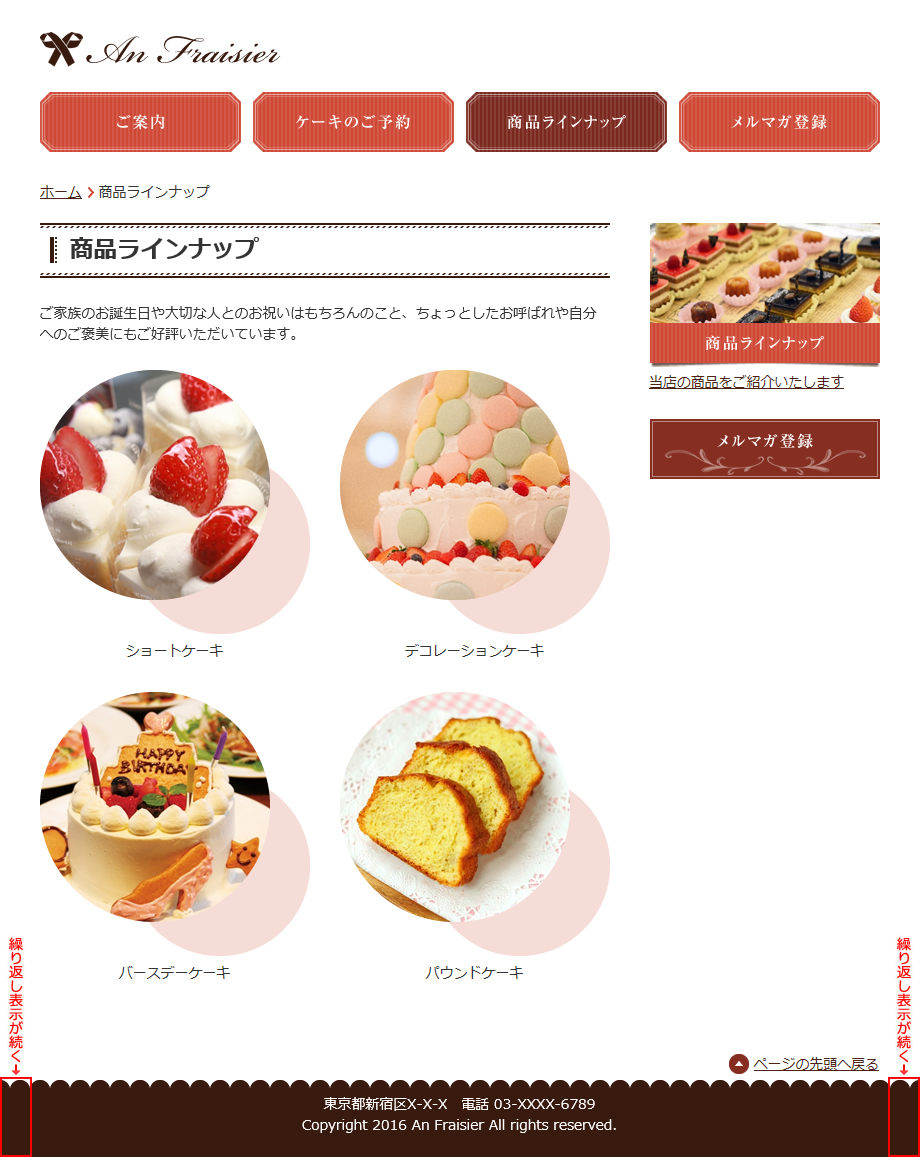 An Fraisier
ご案内
ケーキのご予約
商品ラインナップ
メルマガ登録
ホーム 商品ラインナップ
商品ラインナップ
ご家族のお誕生日や大切な人とのお祝いはもちろんのこと、ちょっとしたお呼ばれや自分
へのご褒美にもご好評いただいています。
ショートケーキ
デコレーションケーキ
HAPPY
BIRTHDAY
バースデーケーキ
パウンドケーキ
商品ラインナップ
当店の商品をご紹介いたします
メルマガ登録
繰り返し表示が続く→
繰り返し表示が続く→
ページの先頭へ戻る
東京都新宿区X-X-X　電話 03-XXXX-6789
Copyright 2016 An Fraisier All rights reserved.